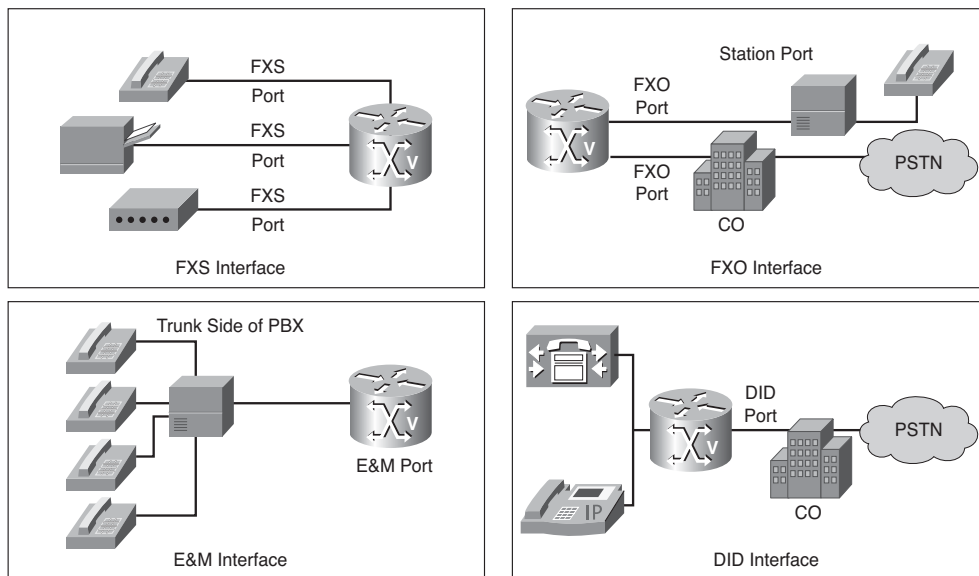 FXS
Port
FXS
Port
FXS
Port
V
FXS Interface
Station Port
FXO
Port
V
FXO
Port
CO
PSTN
FXO Interface
Trunk Side of PBX
V
E&M Port
E&M Interface
DID
Port
V
IP
CO
PSTN
DID Interface